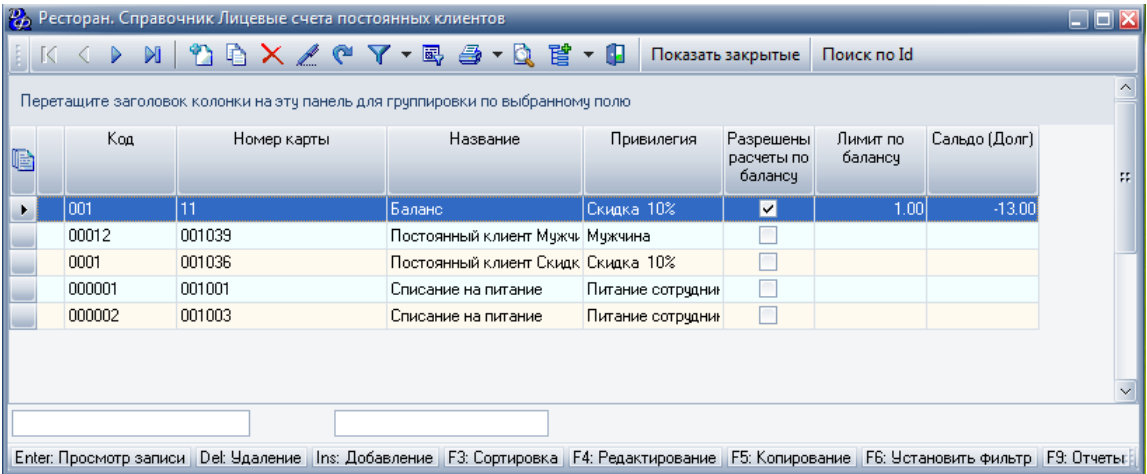 Ресторан. Справочник Лицевые счета постоянных клиентов
Показать закрытые Поиск по Id
Перетащите заголовок колонки на эту панель для группировки по выбранному полю
Код Номер карты Название Привилегия Разрешены расчеты по балансу Лимит по балансу Сальдо (Долг)
001 11 Баланс Скидка 10% 1.00 -13.00
00012 001039 Постоянный клиент Мужчи Мужчина
0001 001036 Постоянный клиент Скидк Скидка 10%
000001 001001 Списание на питание Питание сотрудни
000002 001003 Списание на питание Питание сотрудни
Enter: Просмотр записи Del: Удаление Ins: Добавление F3: Сортировка F4: Редактирование F5: Копирование F6: Установить фильтр F9: Отчеты